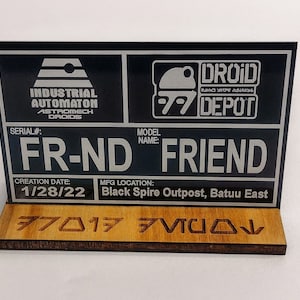 INDUSTRIAL
AUTOMATON
ASTROMECH
DROIDS
DROID
DEPOT
77
SERIAL#:
FR-ND
MODEL
NAME:
FRIEND
CREATION DATE:
1/28/22
MFG LOCATION:
Black Spire Outpost, Batuu East